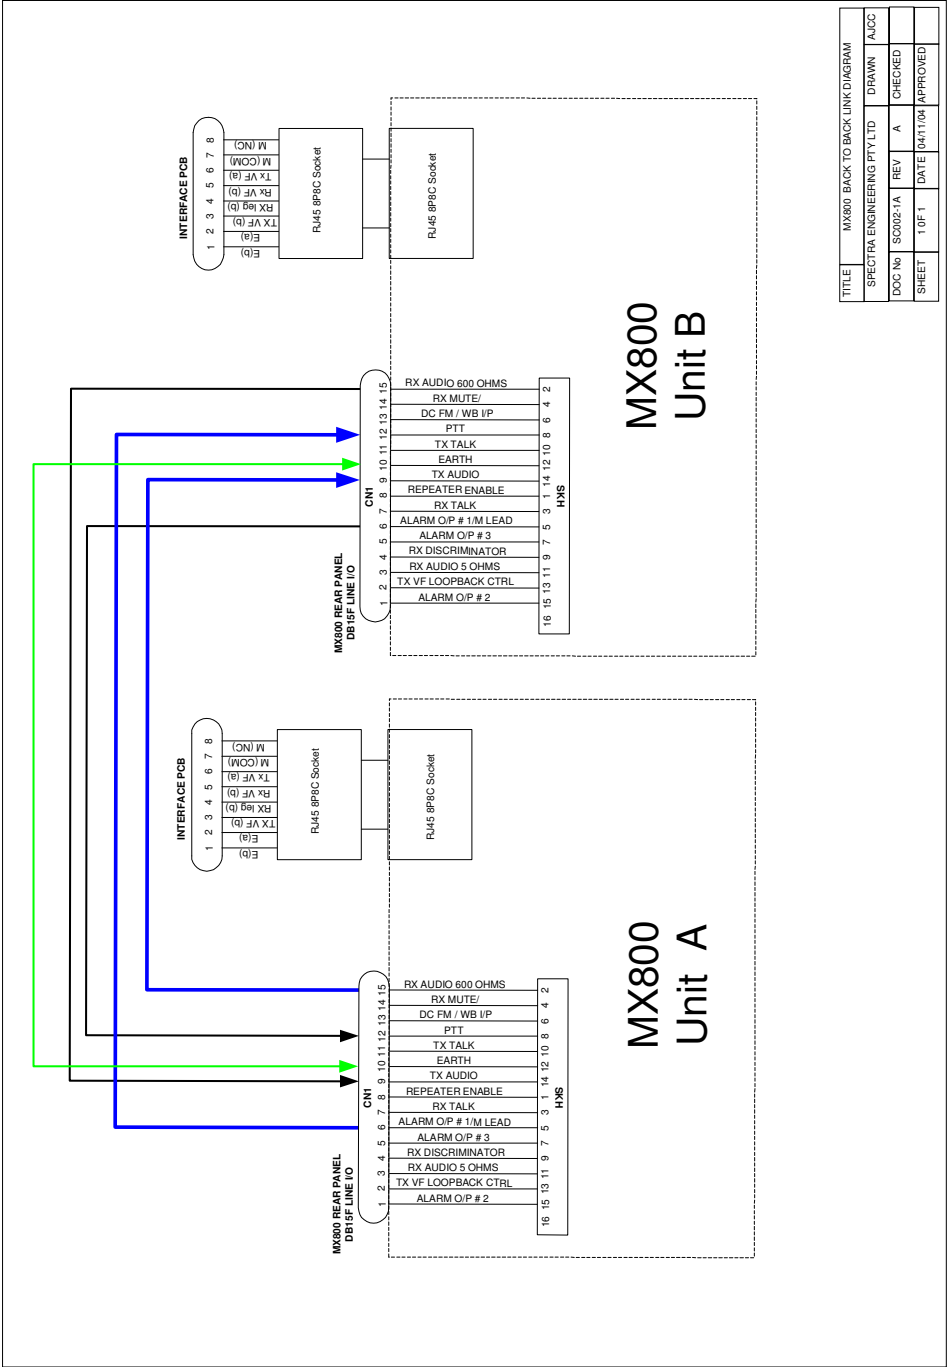 TITLE MX800 BACK TO BACK LINK DIAGRAM
SPECTRA ENGINEERING PTY LTD DRAWN AJCC
DOC No SC002-1A REV A CHECKED
SHEET 1 OF 1 DATE 04/11/04 APPROVED
INTERFACE PCB
1 2 3 4 5 6 7 8
E(b)
E(a)
TX VF (b)
RX leg (b)
Rx VF (b)
Tx VF (a)
M (COM)
M (NC)
RJ45 8P8C Socket
RJ45 8P8C Socket
MX800
Unit B
MX800 REAR PANEL
DB15F LINE I/O
CN1
1 2 3 4 5 6 7 8 9 10 11 12 13 14 15
RX AUDIO 600 OHMS
RX MUTE/
DC FM / WB I/P
PTT
TX TALK
EARTH
TX AUDIO
REPEATER ENABLE
RX TALK
ALARM O/P # 1/M LEAD
ALARM O/P # 3
RX DISCRIMINATOR
RX AUDIO 5 OHMS
TX VF LOOPBACK CTRL
ALARM O/P # 2
16 15 13 11 9 7 5 3 1 14 12 10 8 6 4 2
SKH
INTERFACE PCB
1 2 3 4 5 6 7 8
E(b)
E(a)
TX VF (b)
RX leg (b)
Rx VF (b)
Tx VF (a)
M (COM)
M (NC)
RJ45 8P8C Socket
RJ45 8P8C Socket
MX800
Unit A
MX800 REAR PANEL
DB15F LINE I/O
CN1
1 2 3 4 5 6 7 8 9 10 11 12 13 14 15
RX AUDIO 600 OHMS
RX MUTE/
DC FM / WB I/P
PTT
TX TALK
EARTH
TX AUDIO
REPEATER ENABLE
RX TALK
ALARM O/P # 1/M LEAD
ALARM O/P # 3
RX DISCRIMINATOR
RX AUDIO 5 OHMS
TX VF LOOPBACK CTRL
ALARM O/P # 2
16 15 13 11 9 7 5 3 1 14 12 10 8 6 4 2
SKH